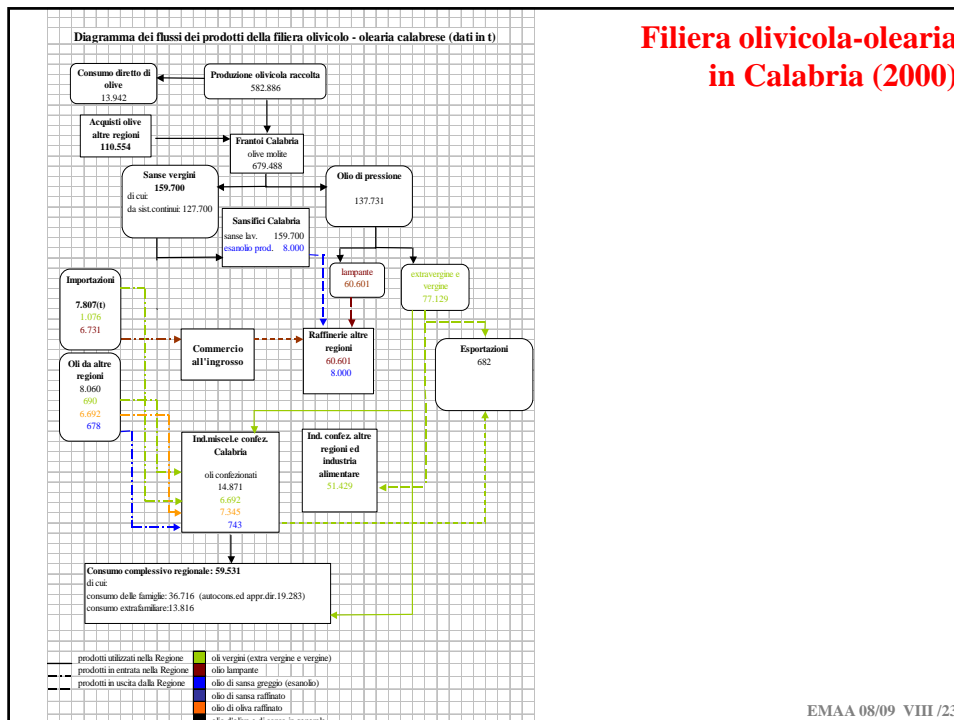 Filiera olivicola-olearia
in Calabria (2000)
Diagramma dei flussi dei prodotti della filiera olivicolo - olearia calabrese (dati in t)
Consumo diretto di
olive
13.942
Produzione olivicola raccolta
582.886
Acquisti olive
altre regioni
110.554
Frantoi Calabria
olive molite
679.488
Sanse vergini
159.700
di cui:
da sist.continui: 127.700
Olio di pressione
137.731
Sansifici Calabria
sanse lav. 159.700
esanolio prod. 8.000
lampante
60.601
extravergine e
vergine
77.129
Importazioni
7.807(t)
1.076
6.731
Commercio
all'ingrosso
Raffinerie altre
regioni
60.601
8.000
Esportazioni
682
Oli da altre
regioni
8.060
690
6.692
678
Ind.miscel.e confez.
Calabria
oli confezionati
14.871
6.692
7.345
743
Ind. confez. altre
regioni ed
industria
alimentare
51.429
Consumo complessivo regionale: 59.531
di cui:
consumo delle famiglie: 36.716 (autocons.ed appr.dir.19.283)
consumo extrafamiliare:13.816
prodotti utilizzati nella Regione
prodotti in entrata nella Regione
prodotti in uscita dalla Regione
oli vergini (extra vergine e vergine)
olio lampante
olio di sansa greggio (esanolio)
olio di sansa raffinato
olio di oliva raffinato
EMAA 08/09 VIII /23